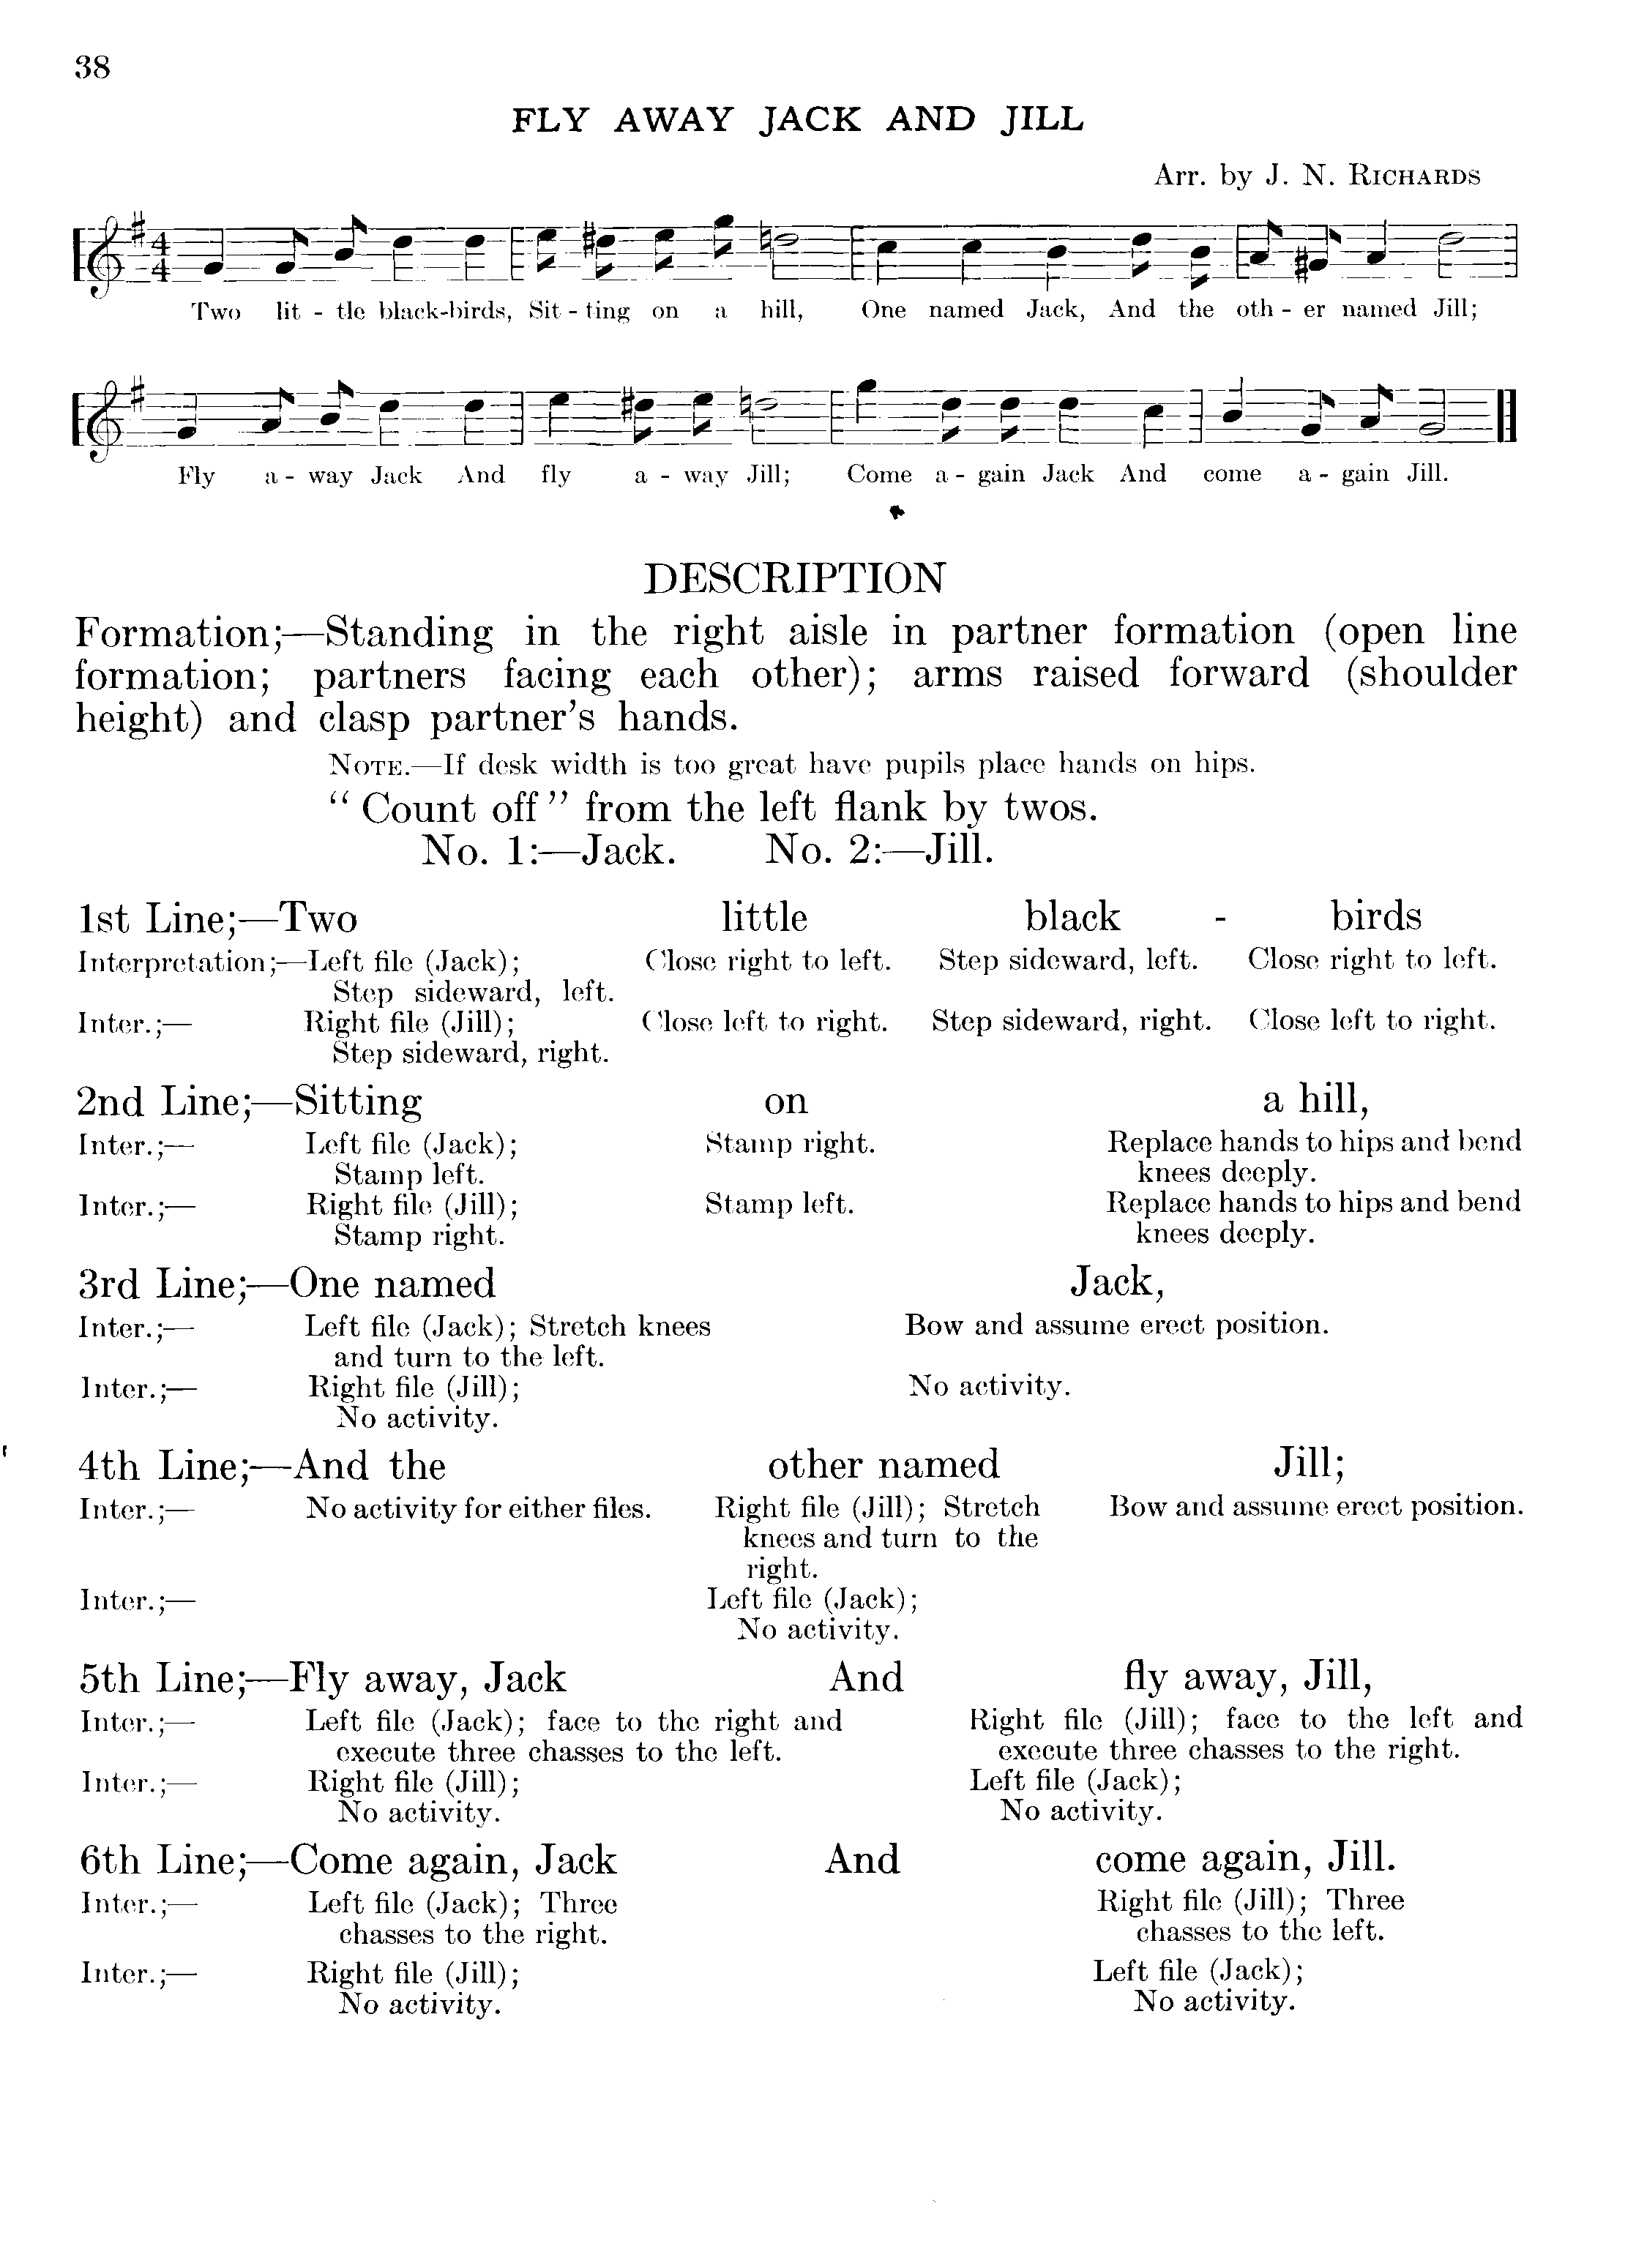 38
FLY AWAY JACK AND JILL
Arr. by J. N. RICHARDS
4
4
Two lit - tle black-birds, Sit - ting on a hill, One named Jack, And the oth - er named Jill;
Fly a - way Jack And fly a - way Jill; Come a - gain Jack And come a - gain Jill.
DESCRIPTION
Formation;—Standing in the right aisle in partner formation (open line
formation; partners facing each other); arms raised forward (shoulder
height) and clasp partner's hands.
NOTE.—If desk width is too great have pupils place hands on hips.
“ Count off ” from the left flank by twos.
No. 1:—Jack. No. 2:—Jill.
1st Line;—Two little black - birds
Interpretation;—Left file (Jack); Close right to left. Step sideward, left. Close right to left.
Step sideward, left.
Inter.;— Right file (Jill); Close left to right. Step sideward, right. Close left to right.
Step sideward, right.
2nd Line;—Sitting on a hill,
Inter.;— Left file (Jack); Stamp right. Replace hands to hips and bend
Stamp left. knees deeply.
Inter.;— Right file (Jill); Stamp left. Replace hands to hips and bend
Stamp right. knees deeply.
3rd Line;—One named Jack,
Inter.;— Left file (Jack); Stretch knees Bow and assume erect position.
and turn to the left.
Inter.;— Right file (Jill); No activity.
No activity.
4th Line;—And the other named Jill;
Inter.;— No activity for either files. Right file (Jill); Stretch Bow and assume erect position.
knees and turn to the
right.
Inter.;— Left file (Jack);
No activity.
5th Line;—Fly away, Jack And fly away, Jill,
Inter.;— Left file (Jack); face to the right and Right file (Jill); face to the left and
execute three chasses to the left. execute three chasses to the right.
Inter.;— Right file (Jill); Left file (Jack);
No activity. No activity.
6th Line;—Come again, Jack And come again, Jill.
Inter.;— Left file (Jack); Three Right file (Jill); Three
chasses to the right. chasses to the left.
Inter.;— Right file (Jill); Left file (Jack);
No activity. No activity.